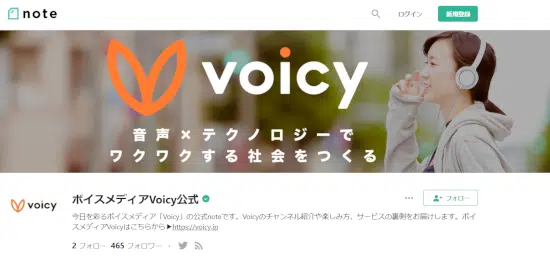 note
ログイン
新規登録
voicy
音声×テクノロジーで
ワクワクする社会をつくる
voicy
ボイスメディアVoicy公式
フォロー
今日を彩るボイスメディア「Voicy」の公式noteです。Voicyのチャンネル紹介や楽しみ方、サービスの裏側をお届けします。ボイ
スメディアVoicyはこちらから▶https://voicy.jp
2 フォロー 465 フォロワー